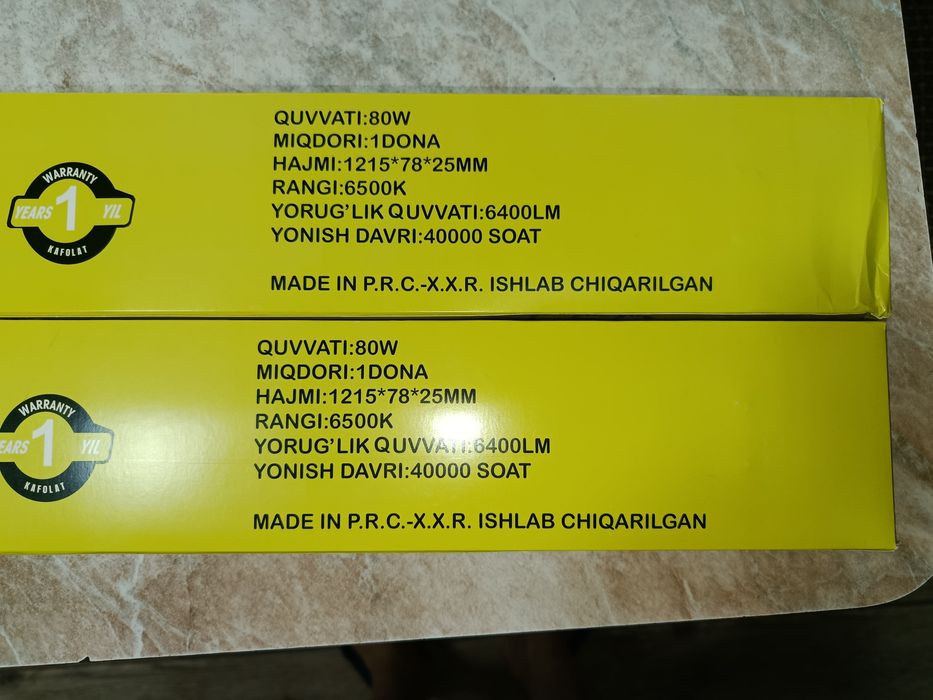 QUVVATI:80W
MIQDORI:1DONA
HAJMI:1215*78*25MM
RANGI:6500K
YORUG'LIK QUVVATI:6400LM
YONISH DAVRI:40000 SOAT
MADE IN P.R.C.-X.X.R. ISHLAB CHIQARILGAN
WARRANTY
YEARS 1 YIL
KAFOLAT
QUVVATI:80W
MIQDORI:1DONA
HAJMI:1215*78*25MM
RANGI:6500K
YORUG'LIK QUVVATI:6400LM
YONISH DAVRI:40000 SOAT
MADE IN P.R.C.-X.X.R. ISHLAB CHIQARILGAN
WARRANTY
EARS 1 YIL
KAFOLAT